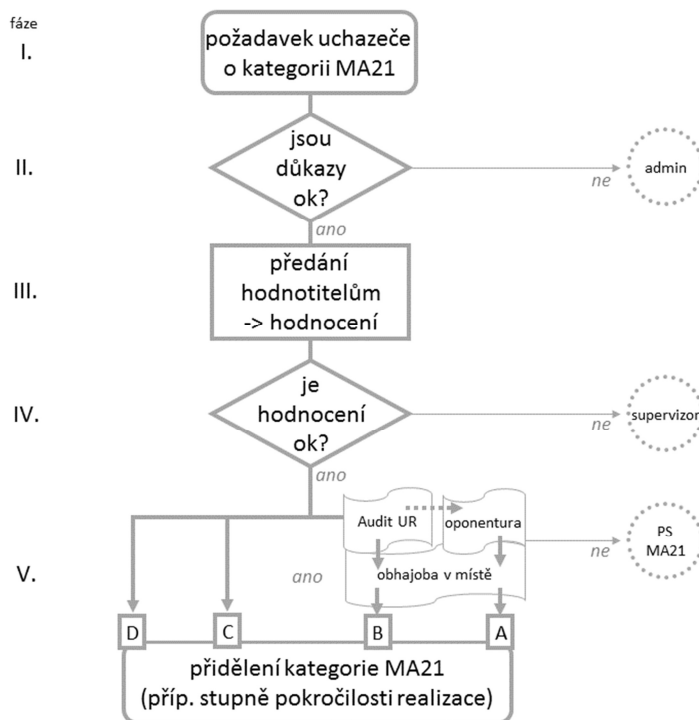 fáze
I.
požadavek uchazeče
o kategorii MA21
II.
jsou
důkazy
ok?
ne
admin
ano
III.
předání
hodnotitelům
-> hodnocení
IV.
je
hodnocení
ok?
ne
supervizor
ano
Audit UR
oponentura
PS
MA21
ne
V.
ano
obhajoba v místě
D
C
B
A
přidělení kategorie MA21
(příp. stupně pokročilosti realizace)